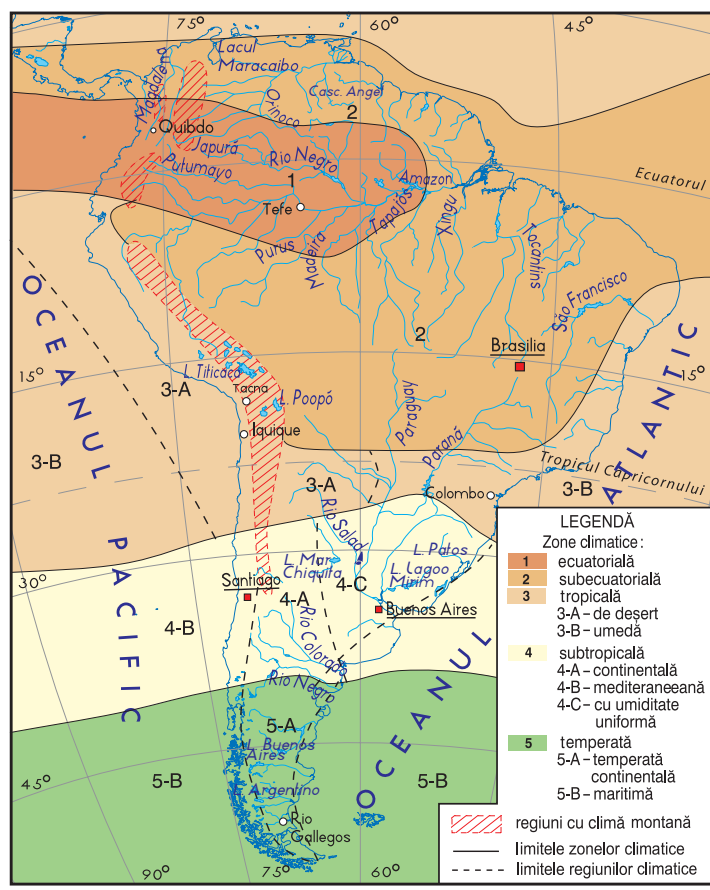 75°
60°
45°
Lacul
Maracaibo
Magdalena
Casc. Angel
Orinoco
2
Quibdo
Japurá
Rio Negro
Putumayo
1
Amazon
Ecuatorul
Tefe
Tapajós
Xingu
Tocantins
Purus
Madeira
São Francisco
OCEANUL PACIFIC
OCEANUL ATLANTIC
2
Brasilia
15°
15°
L. Titicaca
3-A
Tacna
L. Poopó
Iquique
Paraguay
Paraná
3-B
Tropicul Capricornului
3-A
Colombo
3-B
Rio Salado
L. Patos
L. Mar
Chiquita
L. Lagoo
Mirim
30°
Santiago
4-A
4-C
Buenos Aires
4-B
Rio Colorado
Rio Negro
5-A
L. Buenos
Aires
45°
5-B
L. Argentino
5-B
Rio
Gallegos
90°
75°
60°
LEGENDĂ
Zone climatice:
1 ecuatorială
2 subecuatorială
3 tropicală
3-A – de deșert
3-B – umedă
4 subtropicală
4-A – continentală
4-B – mediteraneeană
4-C – cu umiditate
uniformă
5 temperată
5-A – temperată
continentală
5-B – maritimă
regiuni cu climă montană
limitele zonelor climatice
limitele regiunilor climatice